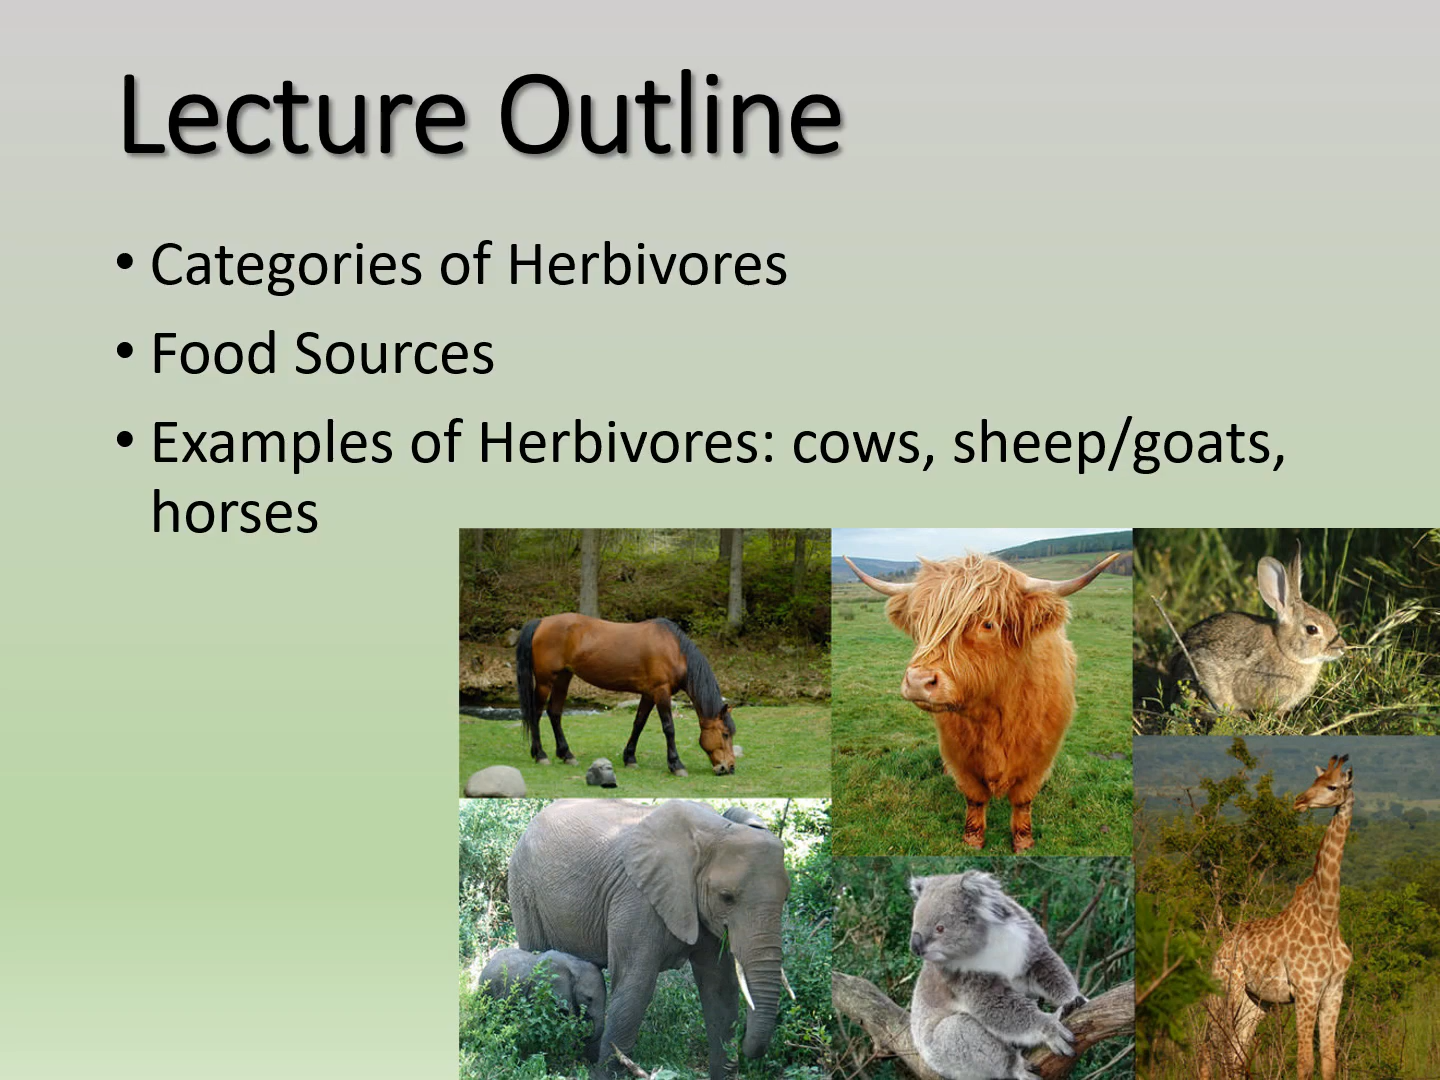 Lecture Outline
• Categories of Herbivores
• Food Sources
• Examples of Herbivores: cows, sheep/goats,
horses